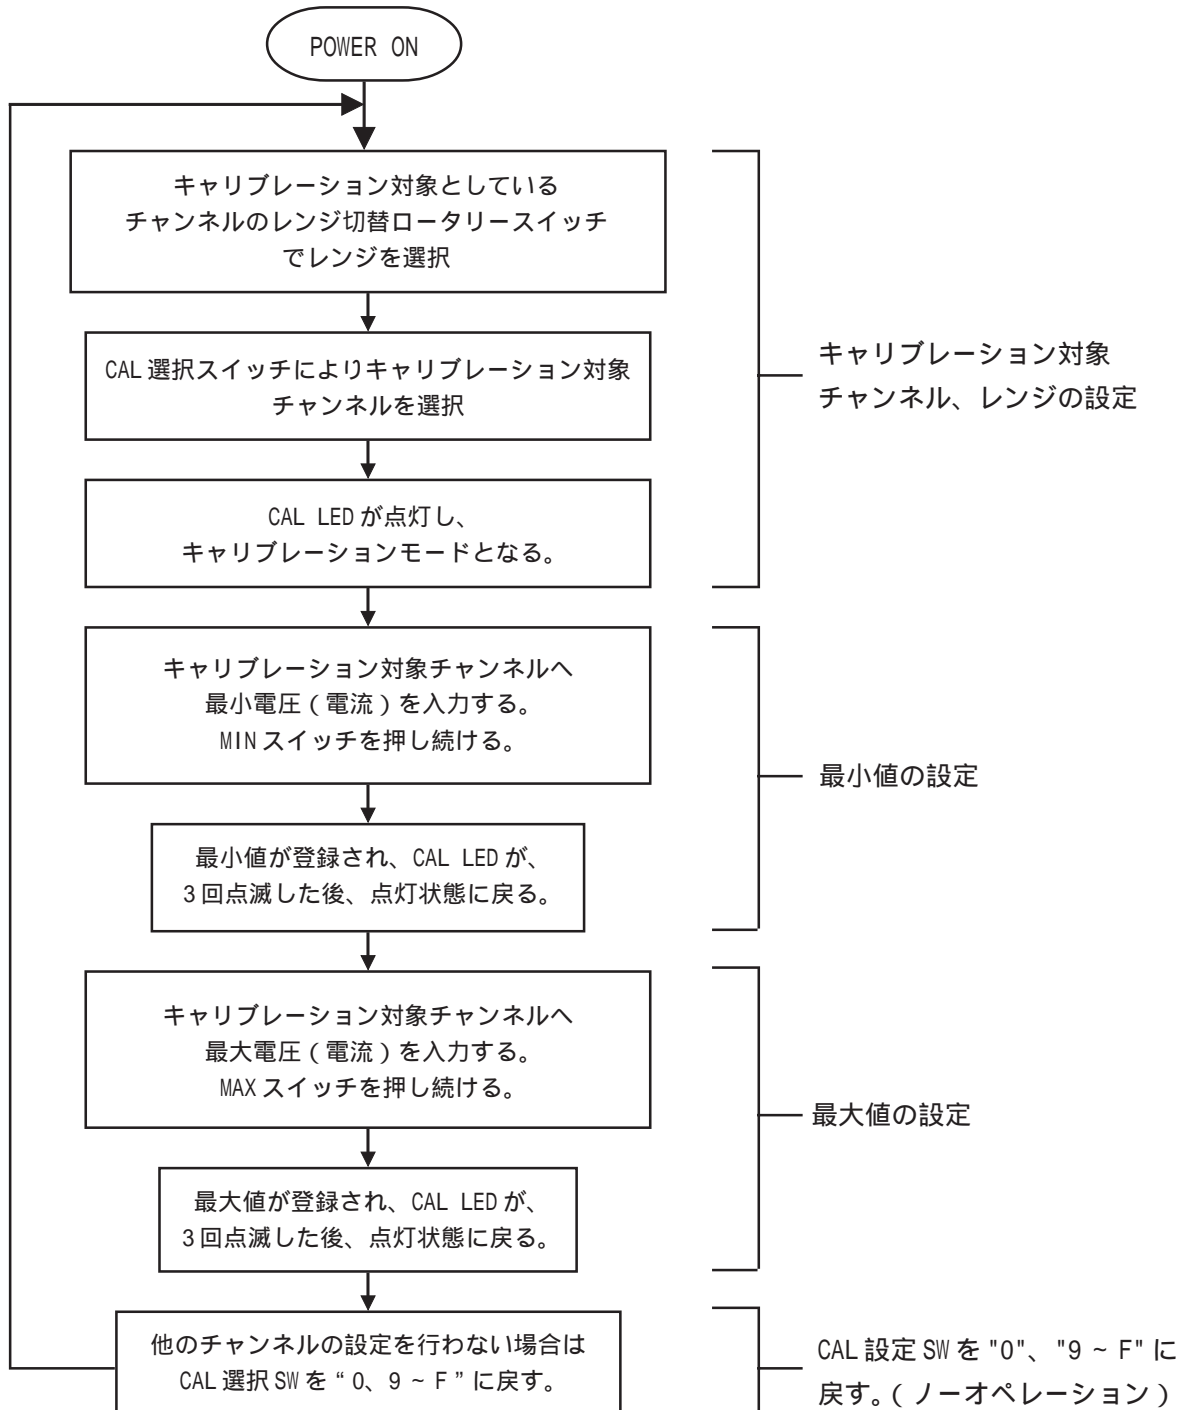 POWER ON
キャリブレーション対象としている
チャンネルのレンジ切替ロータリースイッチ
でレンジを選択
CAL 選択スイッチによりキャリブレーション対象
チャンネルを選択
CAL LED が点灯し、
キャリブレーションモードとなる。
キャリブレーション対象
チャンネル、レンジの設定
キャリブレーション対象チャンネルへ
最小電圧(電流)を入力する。
MIN スイッチを押し続ける。
最小値が登録され、CAL LED が、
3 回点滅した後、点灯状態に戻る。
最小値の設定
キャリブレーション対象チャンネルへ
最大電圧(電流)を入力する。
MAX スイッチを押し続ける。
最大値が登録され、CAL LED が、
3 回点滅した後、点灯状態に戻る。
最大値の設定
他のチャンネルの設定を行わない場合は
CAL 選択 SW を “ 0、9 ~ F ” に戻す。
CAL 設定 SW を "0"、"9 ~ F" に
戻す。(ノーオペレーション)